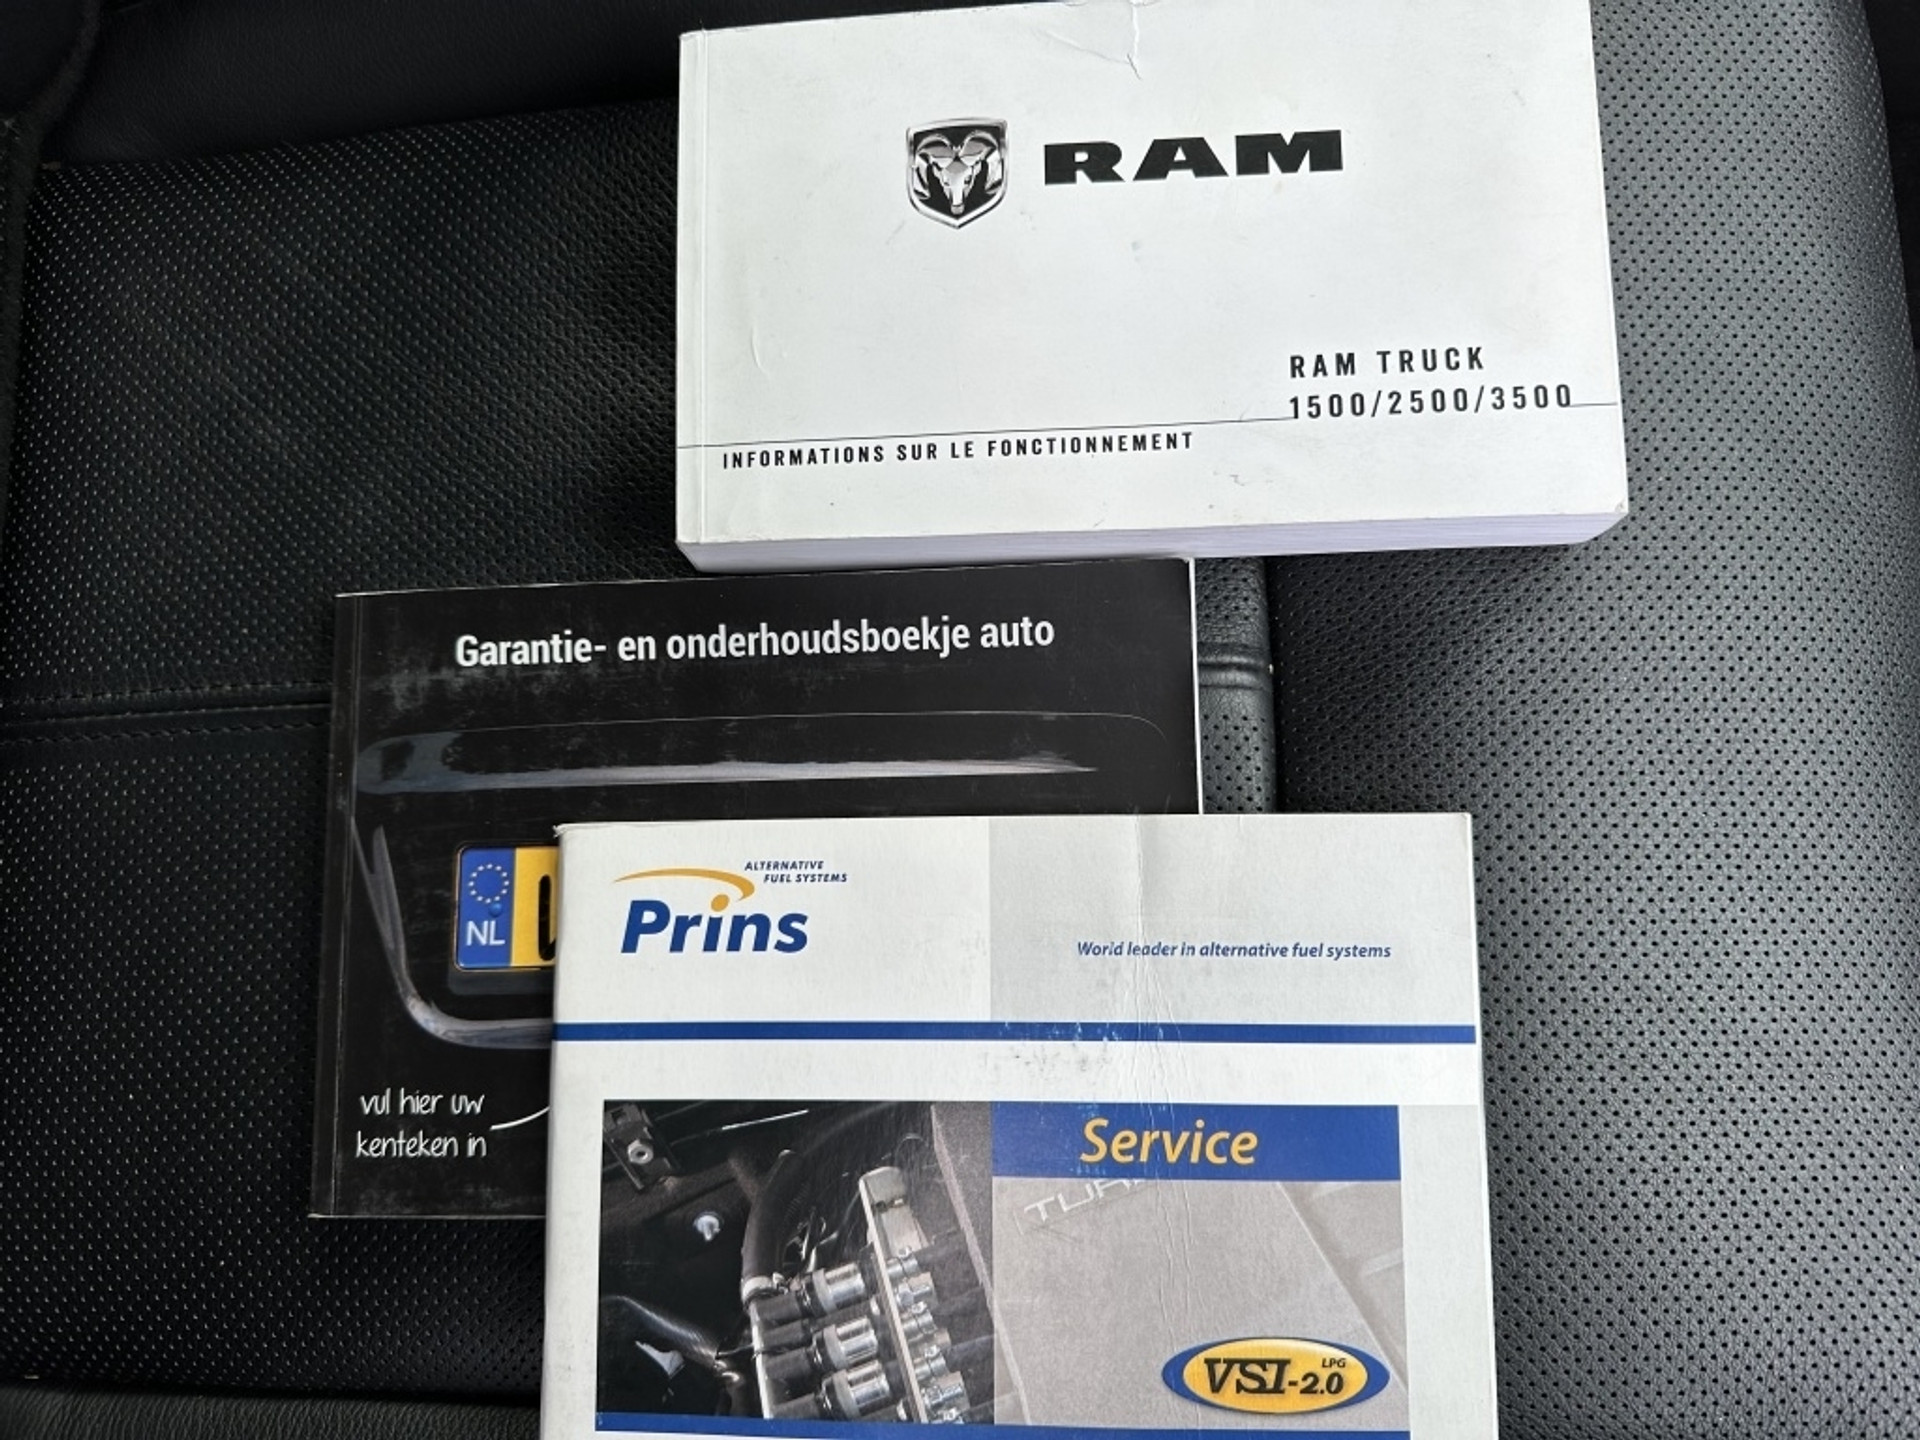 RAM
RAM TRUCK
1500/2500/3500
INFORMATIONS SUR LE FONCTIONNEMENT
Garantie- en onderhoudsboekje auto
NL
vul hier uw
kenteken in
ALTERNATIVE
FUEL SYSTEMS
Prins
World leader in alternative fuel systems
Service
VSI-2.0 LPG